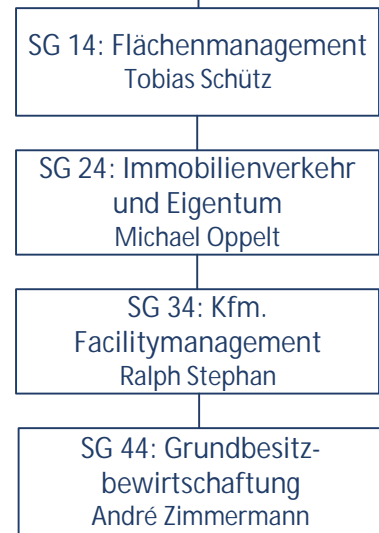 SG 14: Flächenmanagement
Tobias Schütz
SG 24: Immobilienverkehr
und Eigentum
Michael Oppelt
SG 34: Kfm.
Facilitymanagement
Ralph Stephan
SG 44: Grundbesitz-
bewirtschaftung
André Zimmermann